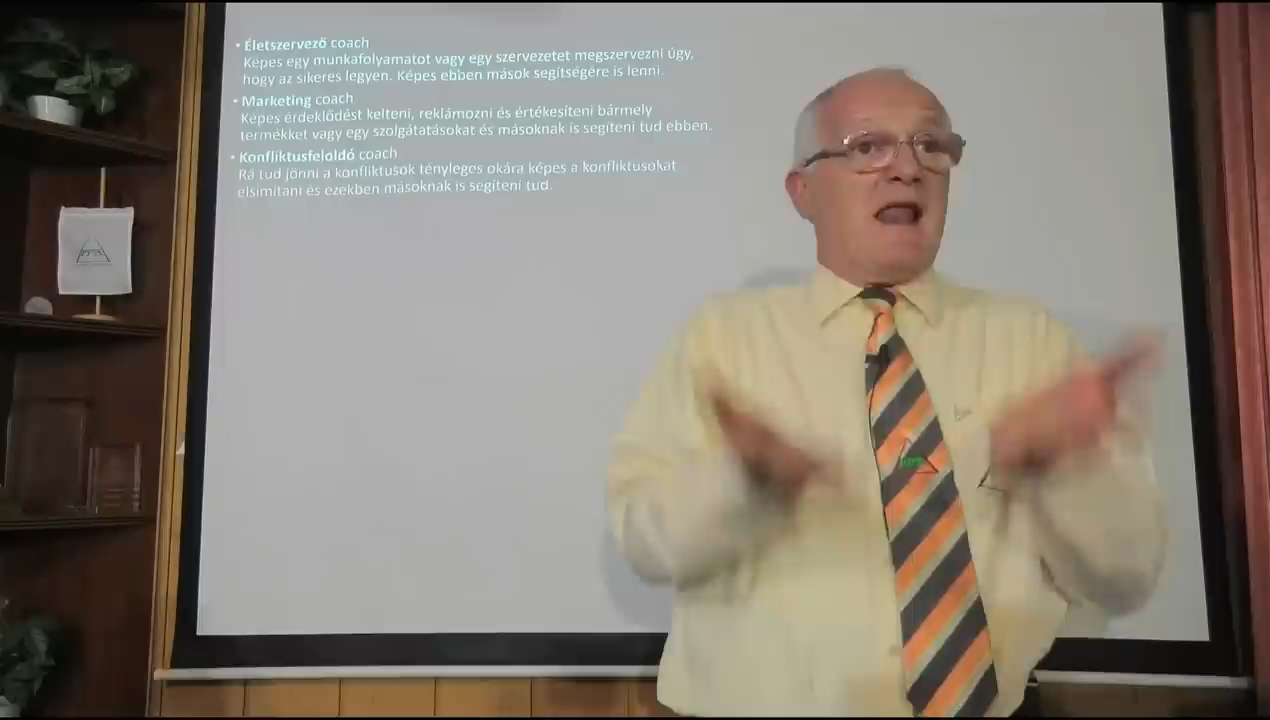 • Életszervező coach
Képes egy munkafolyamatot vagy egy szervezetet megszervezni úgy,
hogy az sikeres legyen. Képes ebben mások segítségére is lenni.
• Marketing coach
Képes érdeklődést kelteni, reklámozni és értékesíteni bármely
termékket vagy egy szolgátatásokat és másoknak is segíteni tud ebben.
• Konfliktusfeloldó coach
Rá tud jönni a konfliktusok tényleges okára képes a konfliktusokat
elsimítani és ezekben másoknak is segíteni tud.